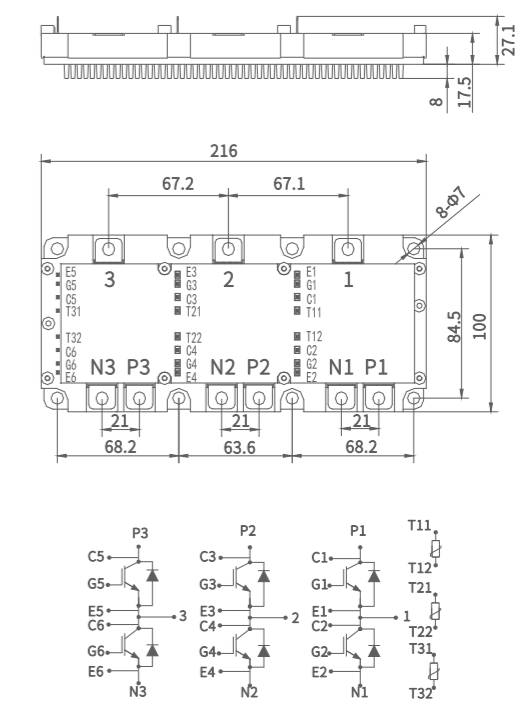 27.1
17.5
8
216
67.2 67.1
8-Φ7
3 2 1
E5 E3 E1
G5 G3 G1
C5 C3 C1
T31 T21 T11
T32 T22 T12
C6 C4 C2
G6 G4 G2
E6 E4 E2
N3 P3 N2 P2 N1 P1
84.5
100
21 21 21
68.2 63.6 68.2
P3 P2 P1
T11
C5 C3 C1
T12
G5 G3 G1
T21
E5 E3 E1
3 2 1
C6 C4 C2
T22
G6 G4 G2
T31
E6 E4 E2
N3 N2 N1
T32